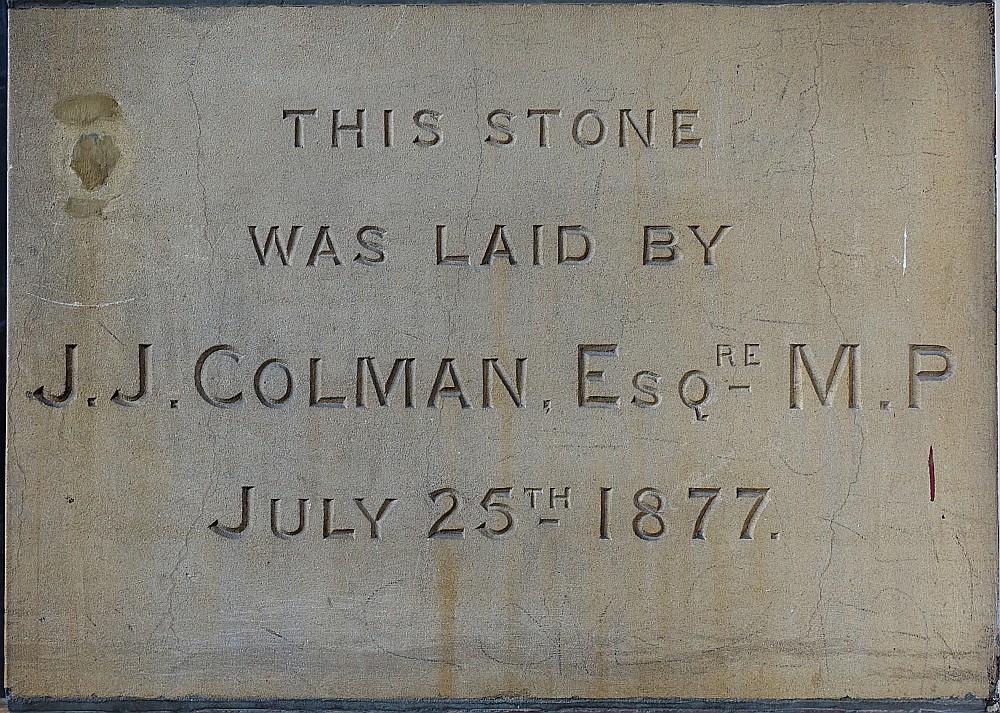 THIS STONE
WAS LAID BY
J. J. COLMAN, ESQRE M.P
JULY 25TH 1877.